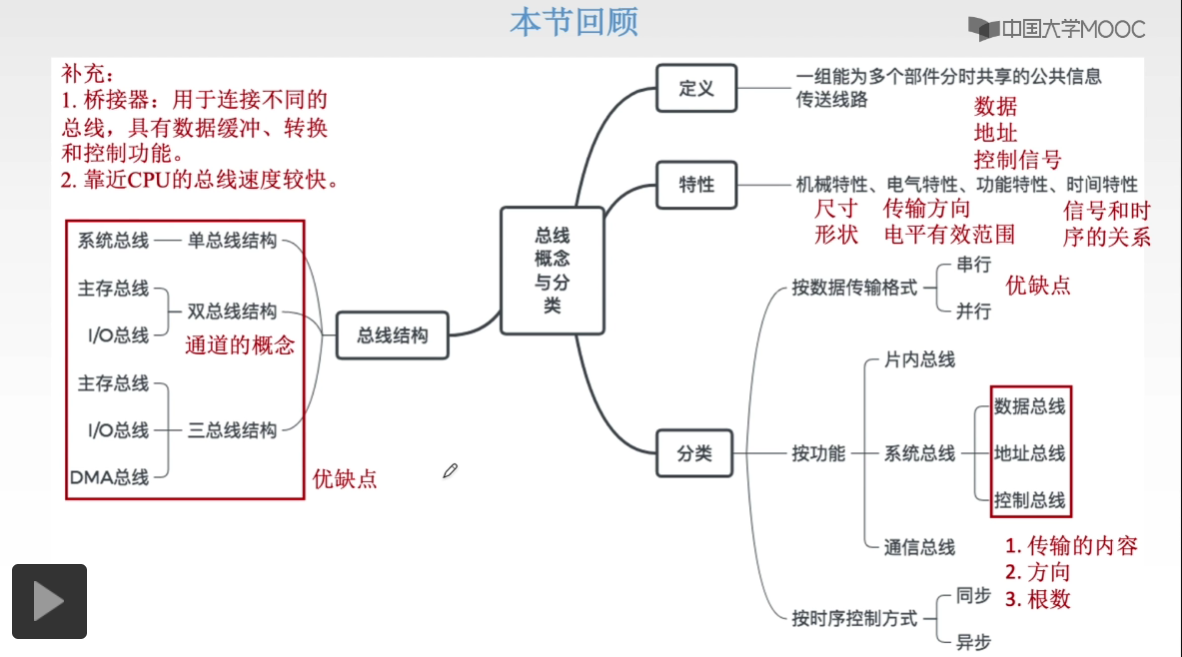 本节回顾
中国大学MOOC
补充：
1. 桥接器：用于连接不同的
总线，具有数据缓冲、转换
和控制功能。
2. 靠近CPU的总线速度较快。
定义
一组能为多个部件分时共享的公共信息
传送线路
数据
地址
控制信号
特性
机械特性、电气特性、功能特性、时间特性
尺寸
形状
传输方向
电平有效范围
信号和时
序的关系
总线
概念
与分
类
总线结构
系统总线
单总线结构
主存总线
I/O总线
双总线结构
通道的概念
主存总线
I/O总线
DMA总线
三总线结构
优缺点
分类
按数据传输格式
串行
并行
优缺点
按功能
片内总线
系统总线
数据总线
地址总线
控制总线
通信总线
1. 传输的内容
2. 方向
3. 根数
按时序控制方式
同步
异步